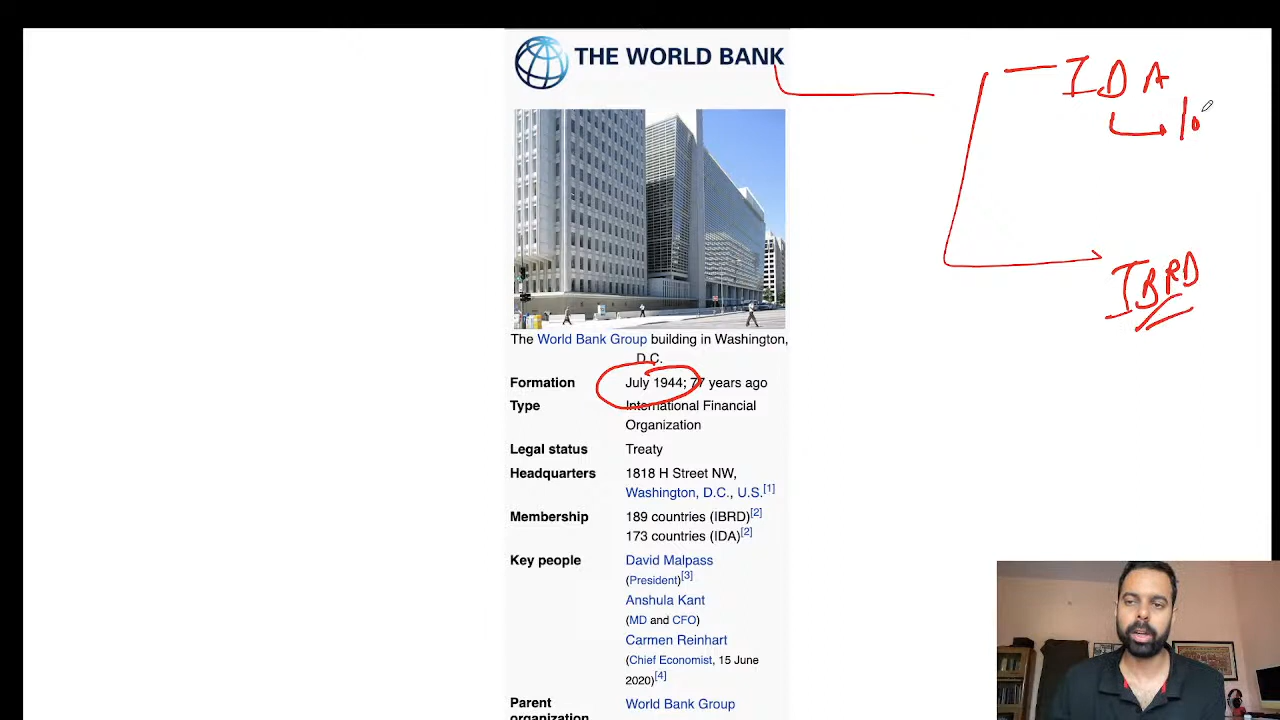 THE WORLD BANK
IDA
IBRD
The World Bank Group building in Washington,
D.C.
Formation July 1944; 77 years ago
Type International Financial
Organization
Legal status Treaty
Headquarters 1818 H Street NW,
Washington, D.C., U.S.[1]
Membership 189 countries (IBRD)[2]
173 countries (IDA)[2]
Key people David Malpass
(President)[3]
Anshula Kant
(MD and CFO)
Carmen Reinhart
(Chief Economist, 15 June
2020)[4]
Parent World Bank Group
organization